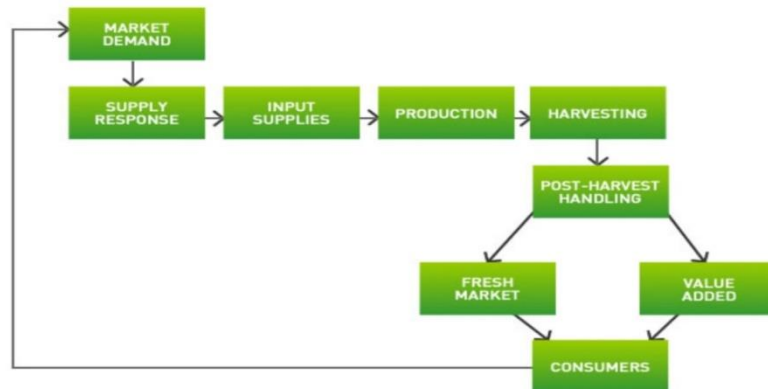 MARKET
DEMAND
SUPPLY
RESPONSE
INPUT
SUPPLIES
PRODUCTION
HARVESTING
POST-HARVEST
HANDLING
FRESH
MARKET
VALUE
ADDED
CONSUMERS